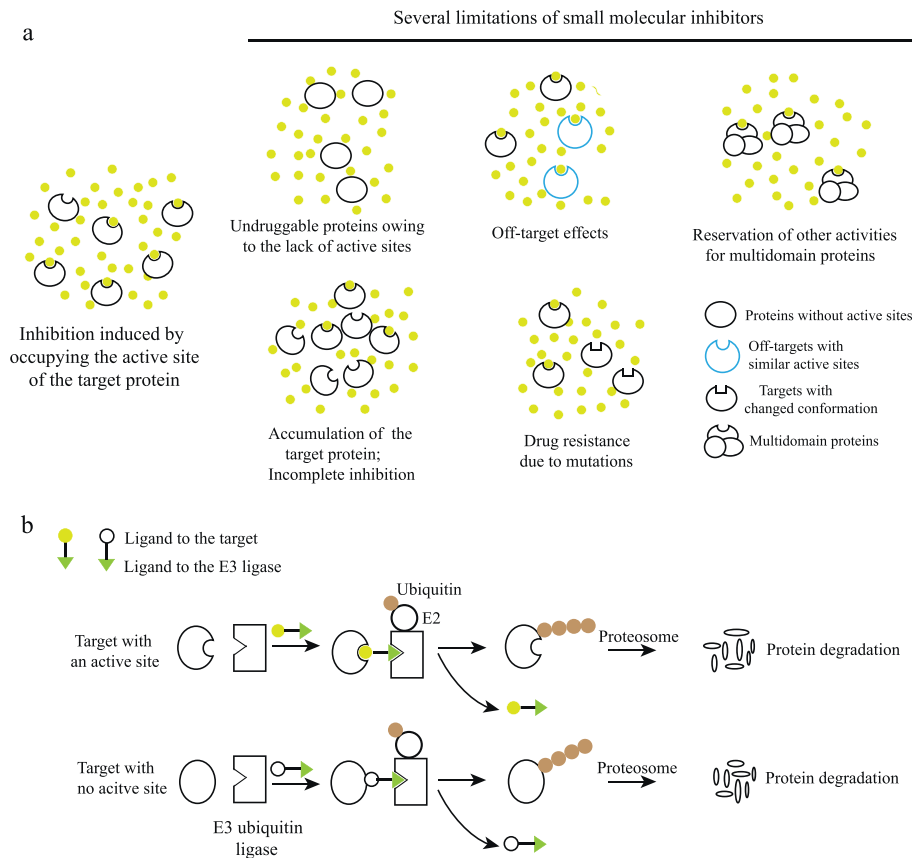 a
Several limitations of small molecular inhibitors
Inhibition induced by
occupying the active site
of the target protein
Undruggable proteins owing
to the lack of active sites
Off-target effects
Reservation of other activities
for multidomain proteins
Accumulation of the
target protein;
Incomplete inhibition
Drug resistance
due to mutations
Proteins without active sites
Off-targets with
similar active sites
Targets with
changed conformation
Multidomain proteins
b
Ligand to the target
Ligand to the E3 ligase
Target with
an active site
Ubiquitin
E2
Proteosome
Protein degradation
Target with
no acitve site
E3 ubiquitin
ligase
Proteosome
Protein degradation